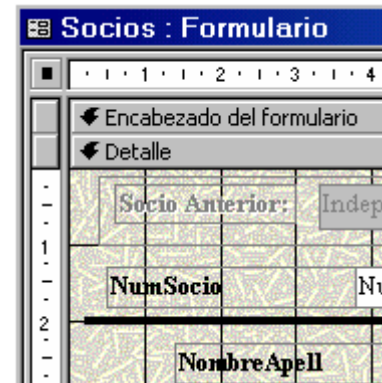 Socios : Formulario
1 2 3 4
Encabezado del formulario
Detalle
Socio Anterior: Indep
1
NumSocio Nu
2
NombreApell